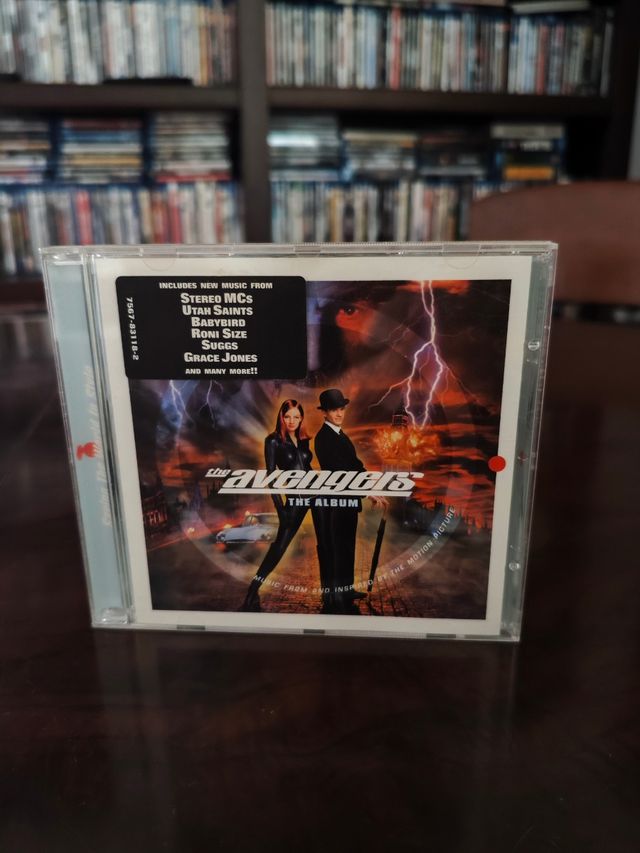 INCLUDES NEW MUSIC FROM
STEREO MCs
UTAH SAINTS
BABYBIRD
RONI SIZE
SUGGS
GRACE JONES
AND MANY MORE!!
7567-83118-2
the avengers
THE ALBUM
MUSIC FROM AND INSPIRED BY THE MOTION PICTURE